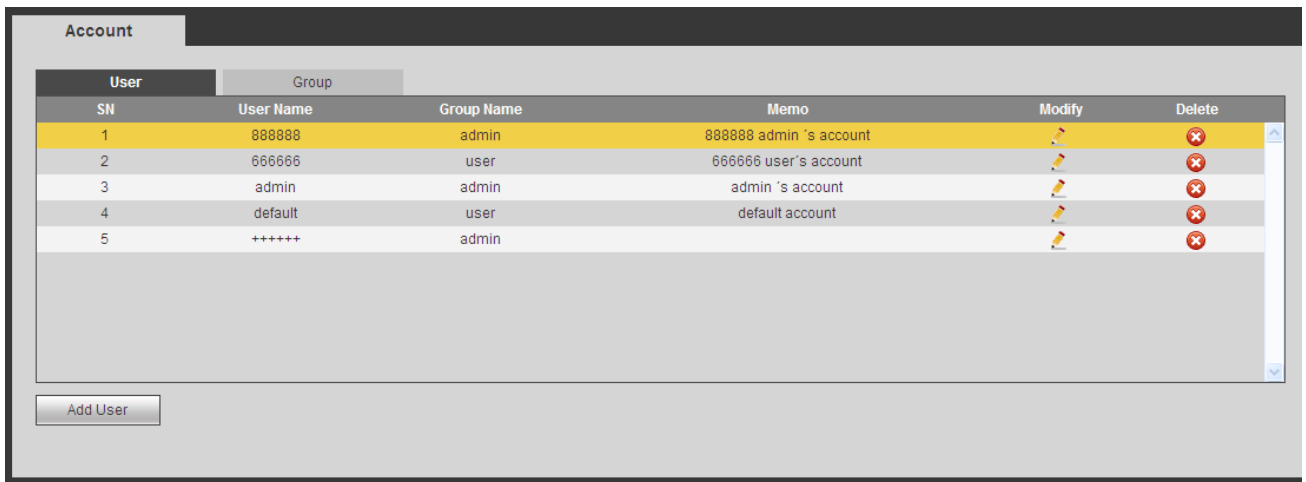 Account
User Group
SN User Name Group Name Memo Modify Delete
1 888888 admin 888888 admin ´s account
2 666666 user 666666 user´s account
3 admin admin admin ´s account
4 default user default account
5 ++++++ admin
Add User